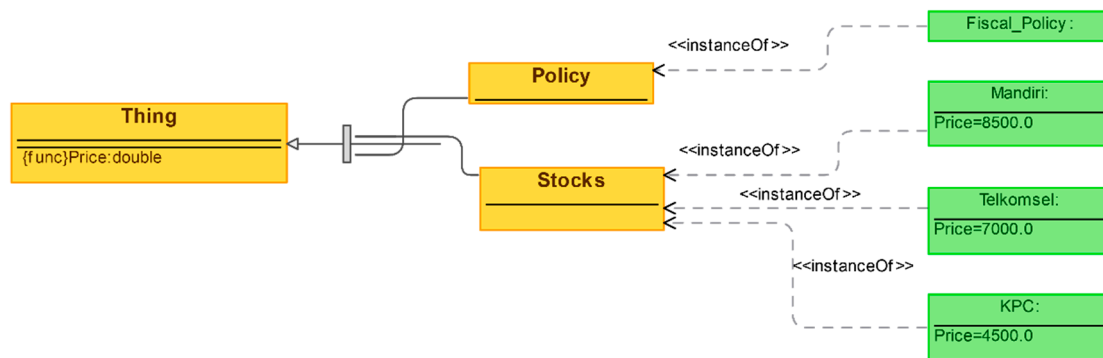 Fiscal_Policy:
<<instanceOf>>
Policy
Mandiri:
Price=8500.0
Thing
{func}Price:double
<<instanceOf>>
Stocks
<<instanceOf>>
Telkomsel:
Price=7000.0
<<instanceOf>>
KPC:
Price=4500.0